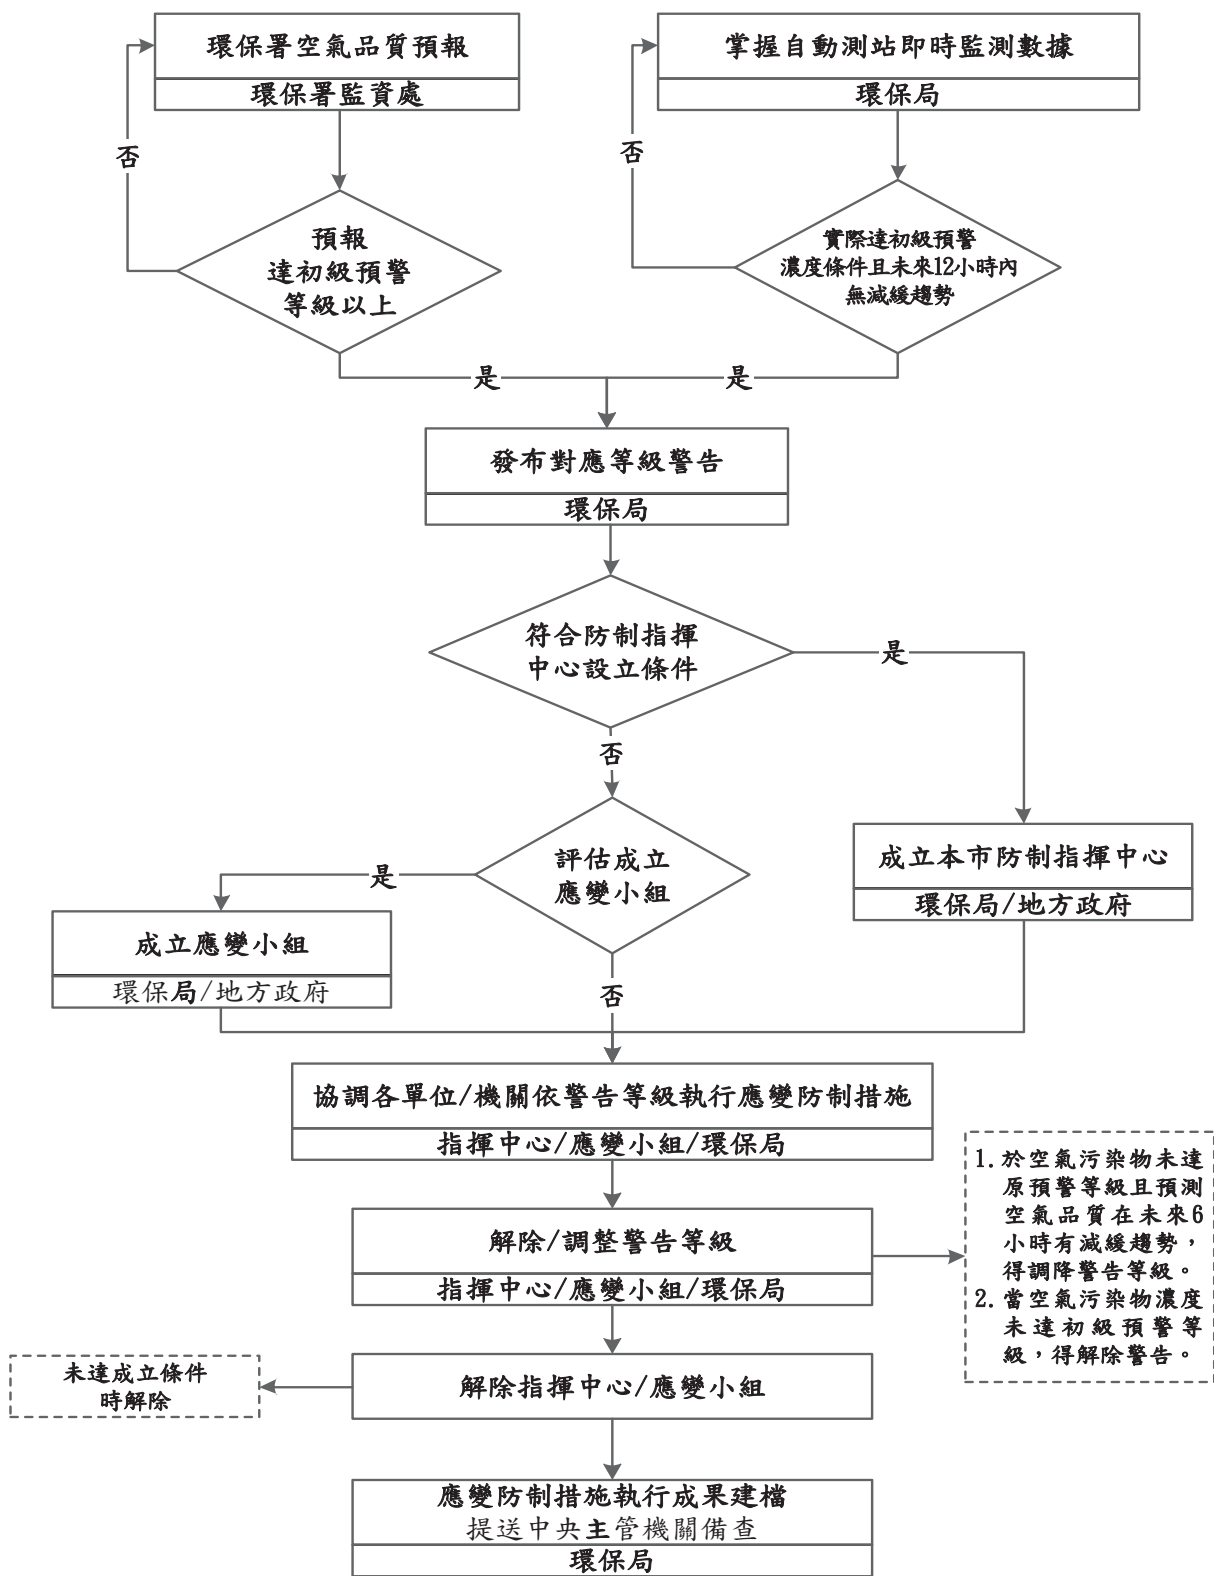 環保署空氣品質預報
環保署監資處
掌握自動測站即時監測數據
環保局
否
否
預報
達初級預警
等級以上
實際達初級預警
濃度條件且未來12小時內
無減緩趨勢
是
是
發布對應等級警告
環保局
符合防制指揮
中心設立條件
是
否
評估成立
應變小組
是
成立本市防制指揮中心
環保局/地方政府
成立應變小組
環保局/地方政府
否
協調各單位/機關依警告等級執行應變防制措施
指揮中心/應變小組/環保局
解除/調整警告等級
指揮中心/應變小組/環保局
1. 於空氣污染物未達
原預警等級且預測
空氣品質在未來6
小時有減緩趨勢，
得調降警告等級。
2. 當空氣污染物濃度
未達初級預警等
級，得解除警告。
未達成立條件
時解除
解除指揮中心/應變小組
應變防制措施執行成果建檔
提送中央主管機關備查
環保局